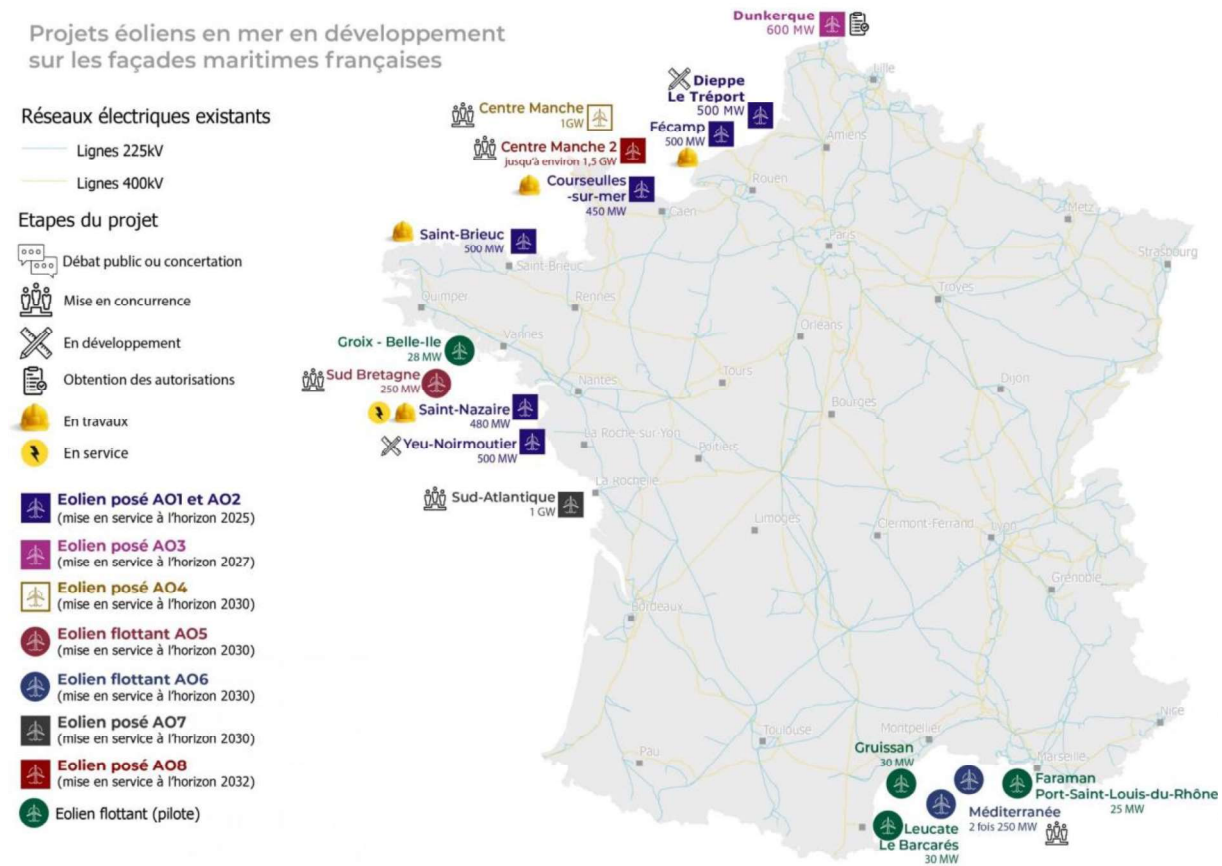 Projets éoliens en mer en développement
sur les façades maritimes françaises
Réseaux électriques existants
Lignes 225kV
Lignes 400kV
Etapes du projet
Débat public ou concertation
Mise en concurrence
En développement
Obtention des autorisations
En travaux
En service
Eolien posé AO1 et AO2
(mise en service à l'horizon 2025)
Eolien posé AO3
(mise en service à l'horizon 2027)
Eolien posé AO4
(mise en service à l'horizon 2030)
Eolien flottant AO5
(mise en service à l'horizon 2030)
Eolien flottant AO6
(mise en service à l'horizon 2030)
Eolien posé AO7
(mise en service à l'horizon 2030)
Eolien posé AO8
(mise en service à l'horizon 2032)
Eolien flottant (pilote)
Dunkerque
600 MW
Lille
Dieppe
Le Tréport
500 MW
Centre Manche
1GW
Fécamp
500 MW
Amiens
Centre Manche 2
jusqu'à environ 1,5 GW
Rouen
Courseulles
-sur-mer
450 MW
Caen
Metz
Paris
Strasbourg
Saint-Brieuc
500 MW
Saint Brieuc
Troyes
Quimper
Rennes
Orléans
Vannes
Groix - Belle-Ile
28 MW
Sud Bretagne
250 MW
Nantes
Tours
Dijon
Bourges
Saint-Nazaire
480 MW
Yeu-Noirmoutier
500 MW
La Roche-sur-Yon
Poitiers
La Rochelle
Sud-Atlantique
1 GW
Limoges
Clermont-Ferrand
Lyon
Grenoble
Bordeaux
Nice
Toulouse
Montpellier
Marseille
Pau
Gruissan
30 MW
Faraman
Port-Saint-Louis-du-Rhône
25 MW
Méditerranée
2 fois 250 MW
Leucate
Le Barcarés
30 MW